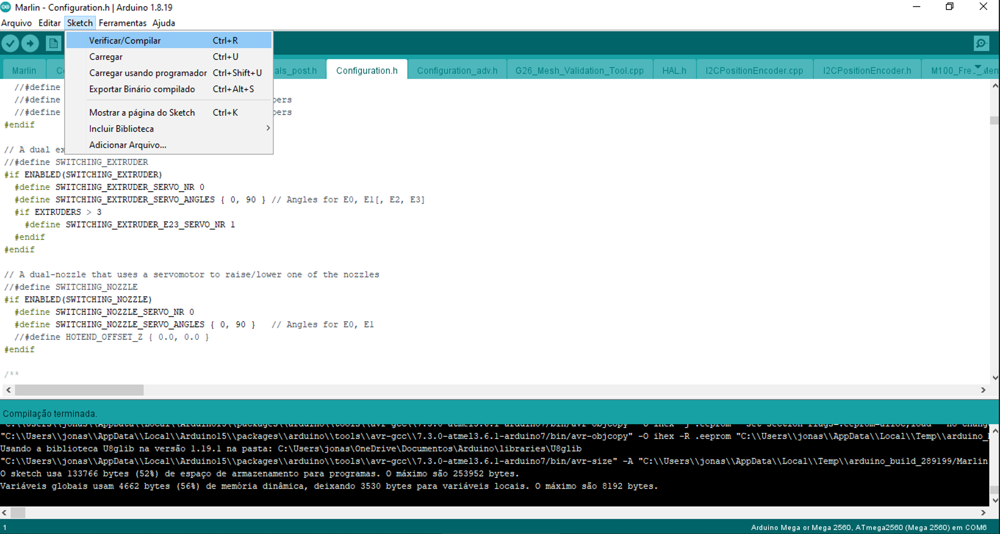 Marlin - Configuration.h | Arduino 1.8.19
Arquivo Editar Sketch Ferramentas Ajuda
Verificar/Compilar Ctrl+R
Carregar Ctrl+U
Carregar usando programador Ctrl+Shift+U
Exportar Binário compilado Ctrl+Alt+S
Mostrar a página do Sketch Ctrl+K
Incluir Biblioteca
Adicionar Arquivo...
Marlin als_post.h Configuration.h Configuration_adv.h G26_Mesh_Validation_Tool.cpp HAL.h I2CPositionEncoder.cpp I2CPositionEncoder.h M100_Fre
//#define
//#define pers
//#define pers
#endif
// A dual ex
//#define SWITCHING_EXTRUDER
#if ENABLED(SWITCHING_EXTRUDER)
#define SWITCHING_EXTRUDER_SERVO_NR 0
#define SWITCHING_EXTRUDER_SERVO_ANGLES { 0, 90 } // Angles for E0, E1[, E2, E3]
#if EXTRUDERS > 3
#define SWITCHING_EXTRUDER_E23_SERVO_NR 1
#endif
#endif
// A dual-nozzle that uses a servomotor to raise/lower one of the nozzles
//#define SWITCHING_NOZZLE
#if ENABLED(SWITCHING_NOZZLE)
#define SWITCHING_NOZZLE_SERVO_NR 0
#define SWITCHING_NOZZLE_SERVO_ANGLES { 0, 90 } // Angles for E0, E1
//#define HOTEND_OFFSET_Z { 0.0, 0.0 }
#endif
/**
Compilação terminada.
"C:\\Users\\jonas\\AppData\\Local\\Arduino15\\packages\\arduino\\tools\\avr-gcc\\7.3.0-atmel3.6.1-arduino7/bin/avr-objcopy" -O ihex -R .eeprom "C:\\Users\\jonas\\AppData\\Local\\Temp\\arduino_
Usando a biblioteca U8glib na versão 1.19.1 na pasta: C:\Users\jonas\OneDrive\Documentos\Arduino\libraries\U8glib
"C:\\Users\\jonas\\AppData\\Local\\Arduino15\\packages\\arduino\\tools\\avr-gcc\\7.3.0-atmel3.6.1-arduino7/bin/avr-size" -A "C:\\Users\\jonas\\AppData\\Local\\Temp\\arduino_build_289199/Marlin
O sketch usa 133766 bytes (52%) de espaço de armazenamento para programas. O máximo são 253952 bytes.
Variáveis globais usam 4662 bytes (56%) de memória dinâmica, deixando 3530 bytes para variáveis locais. O máximo são 8192 bytes.
1 Arduino Mega or Mega 2560, ATmega2560 (Mega 2560) em COM6